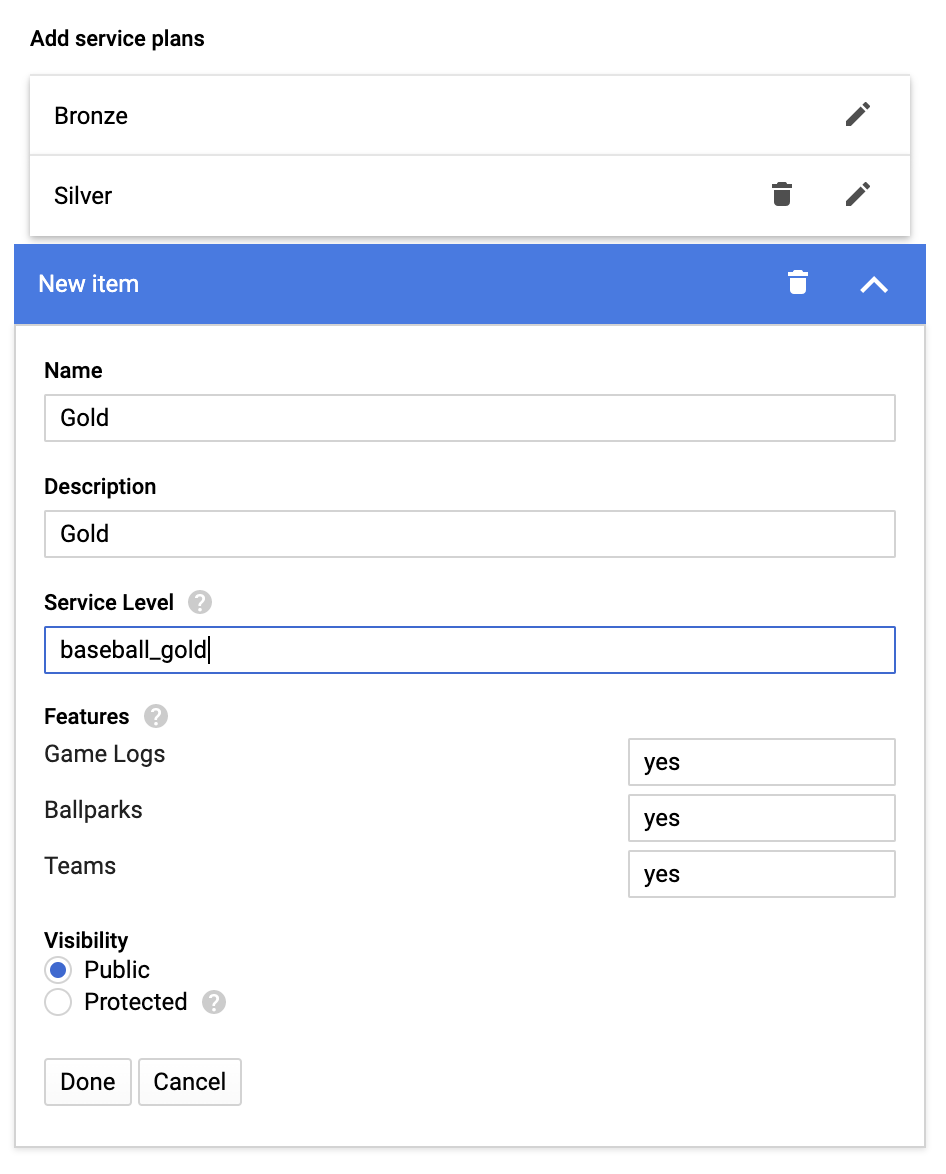 Add service plans
Bronze
Silver
New item
Name
Gold
Description
Gold
Service Level ?
baseball_gold
Features ?
Game Logs yes
Ballparks yes
Teams yes
Visibility
Public
Protected ?
Done Cancel